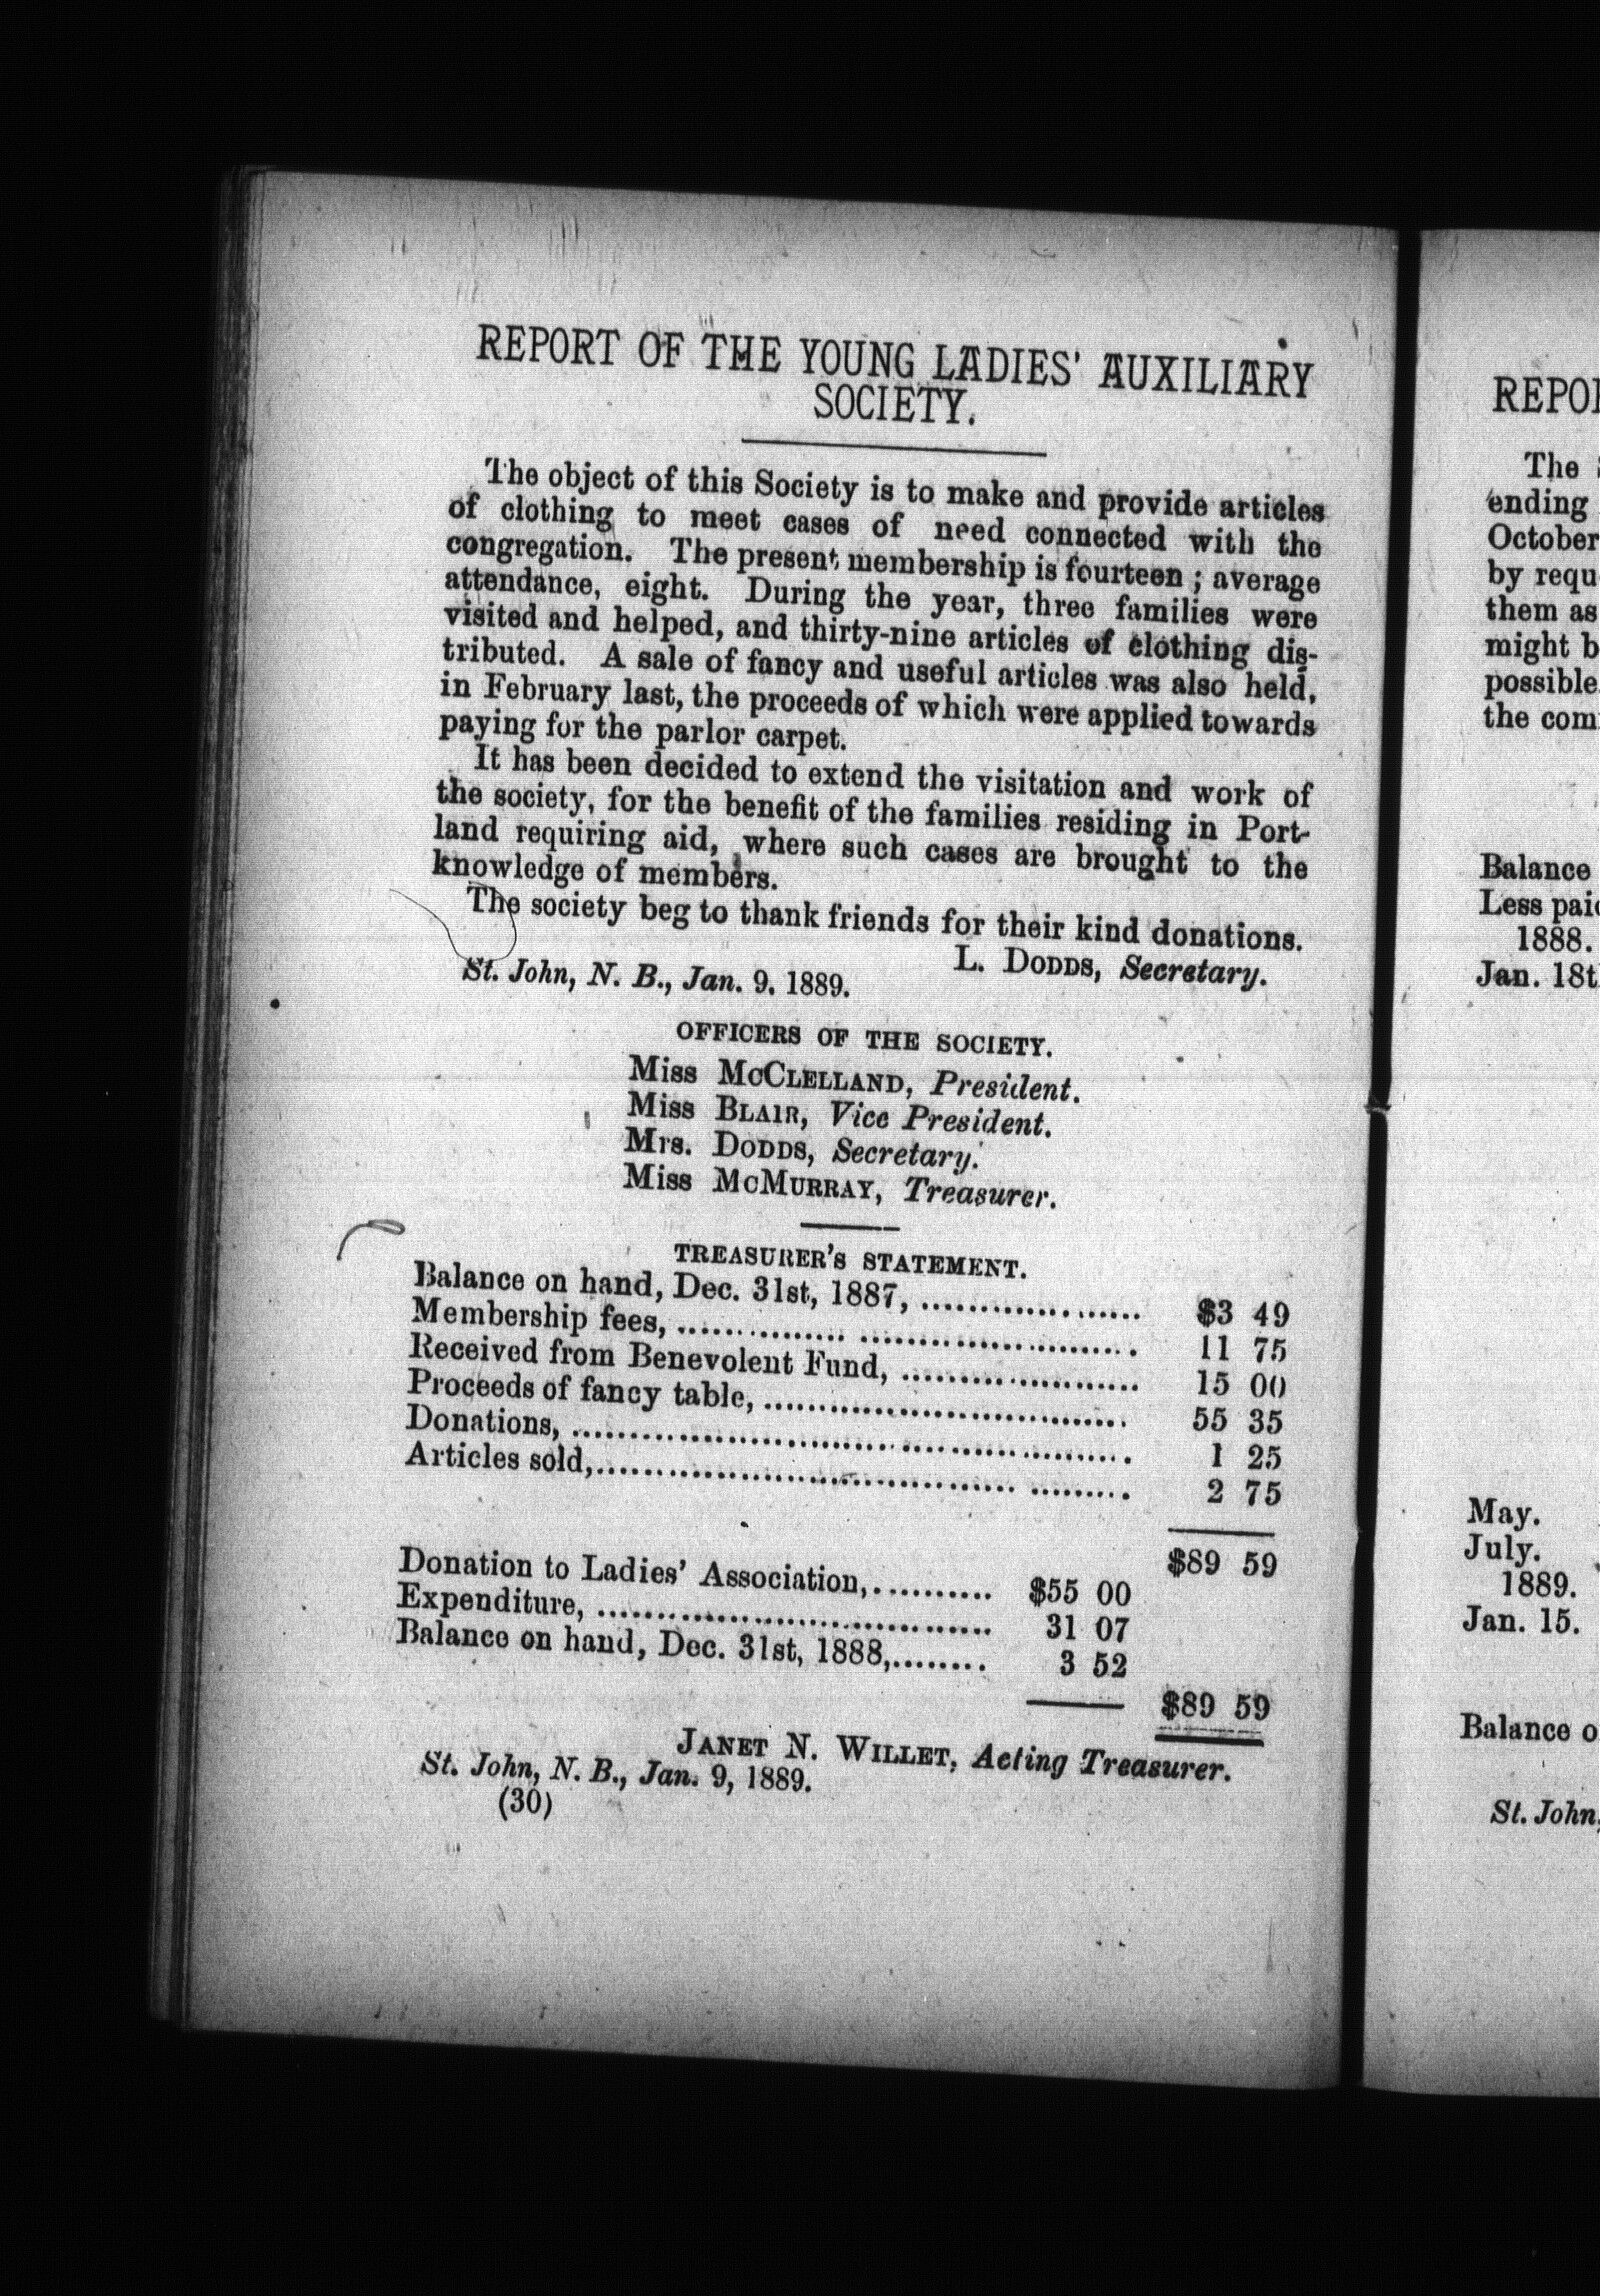 REPORT OF THE YOUNG LADIES' AUXILIARY
SOCIETY.
The object of this Society is to make and provide articles
of clothing to meet cases of need connected with the
congregation. The present membership is fourteen ; average
attendance, eight. During the year, three families were
visited and helped, and thirty-nine articles of clothing dis-
tributed. A sale of fancy and useful articles was also held,
in February last, the proceeds of which were applied towards
paying for the parlor carpet.
It has been decided to extend the visitation and work of
the society, for the benefit of the families residing in Port-
land requiring aid, where such cases are brought to the
knowledge of members.
The society beg to thank friends for their kind donations.
L. DODDS, Secretary.
St. John, N. B., Jan. 9, 1889.
OFFICERS OF THE SOCIETY.
Miss McCLELLAND, President.
Miss BLAIR, Vice President.
Mrs. DODDS, Secretary.
Miss McMURRAY, Treasurer.
TREASURER'S STATEMENT.
Balance on hand, Dec. 31st, 1887, .................... $3 49
Membership fees, ........................................ 11 75
Received from Benevolent Fund, .................... 15 00
Proceeds of fancy table, .............................. 55 35
Donations, .............................................. 1 25
Articles sold, ............................................ 2 75
$89 59
Donation to Ladies' Association, .......... $55 00
Expenditure, ................................ 31 07
Balance on hand, Dec. 31st, 1888, ........ 3 52
$89 59
JANET N. WILLET, Acting Treasurer.
St. John, N. B., Jan. 9, 1889.
(30)
The
ending
October
by
them as
might
possible
the
Balance
Less
1888.
Jan.
May.
July.
1889.
Jan. 15.
Balance
St. John,